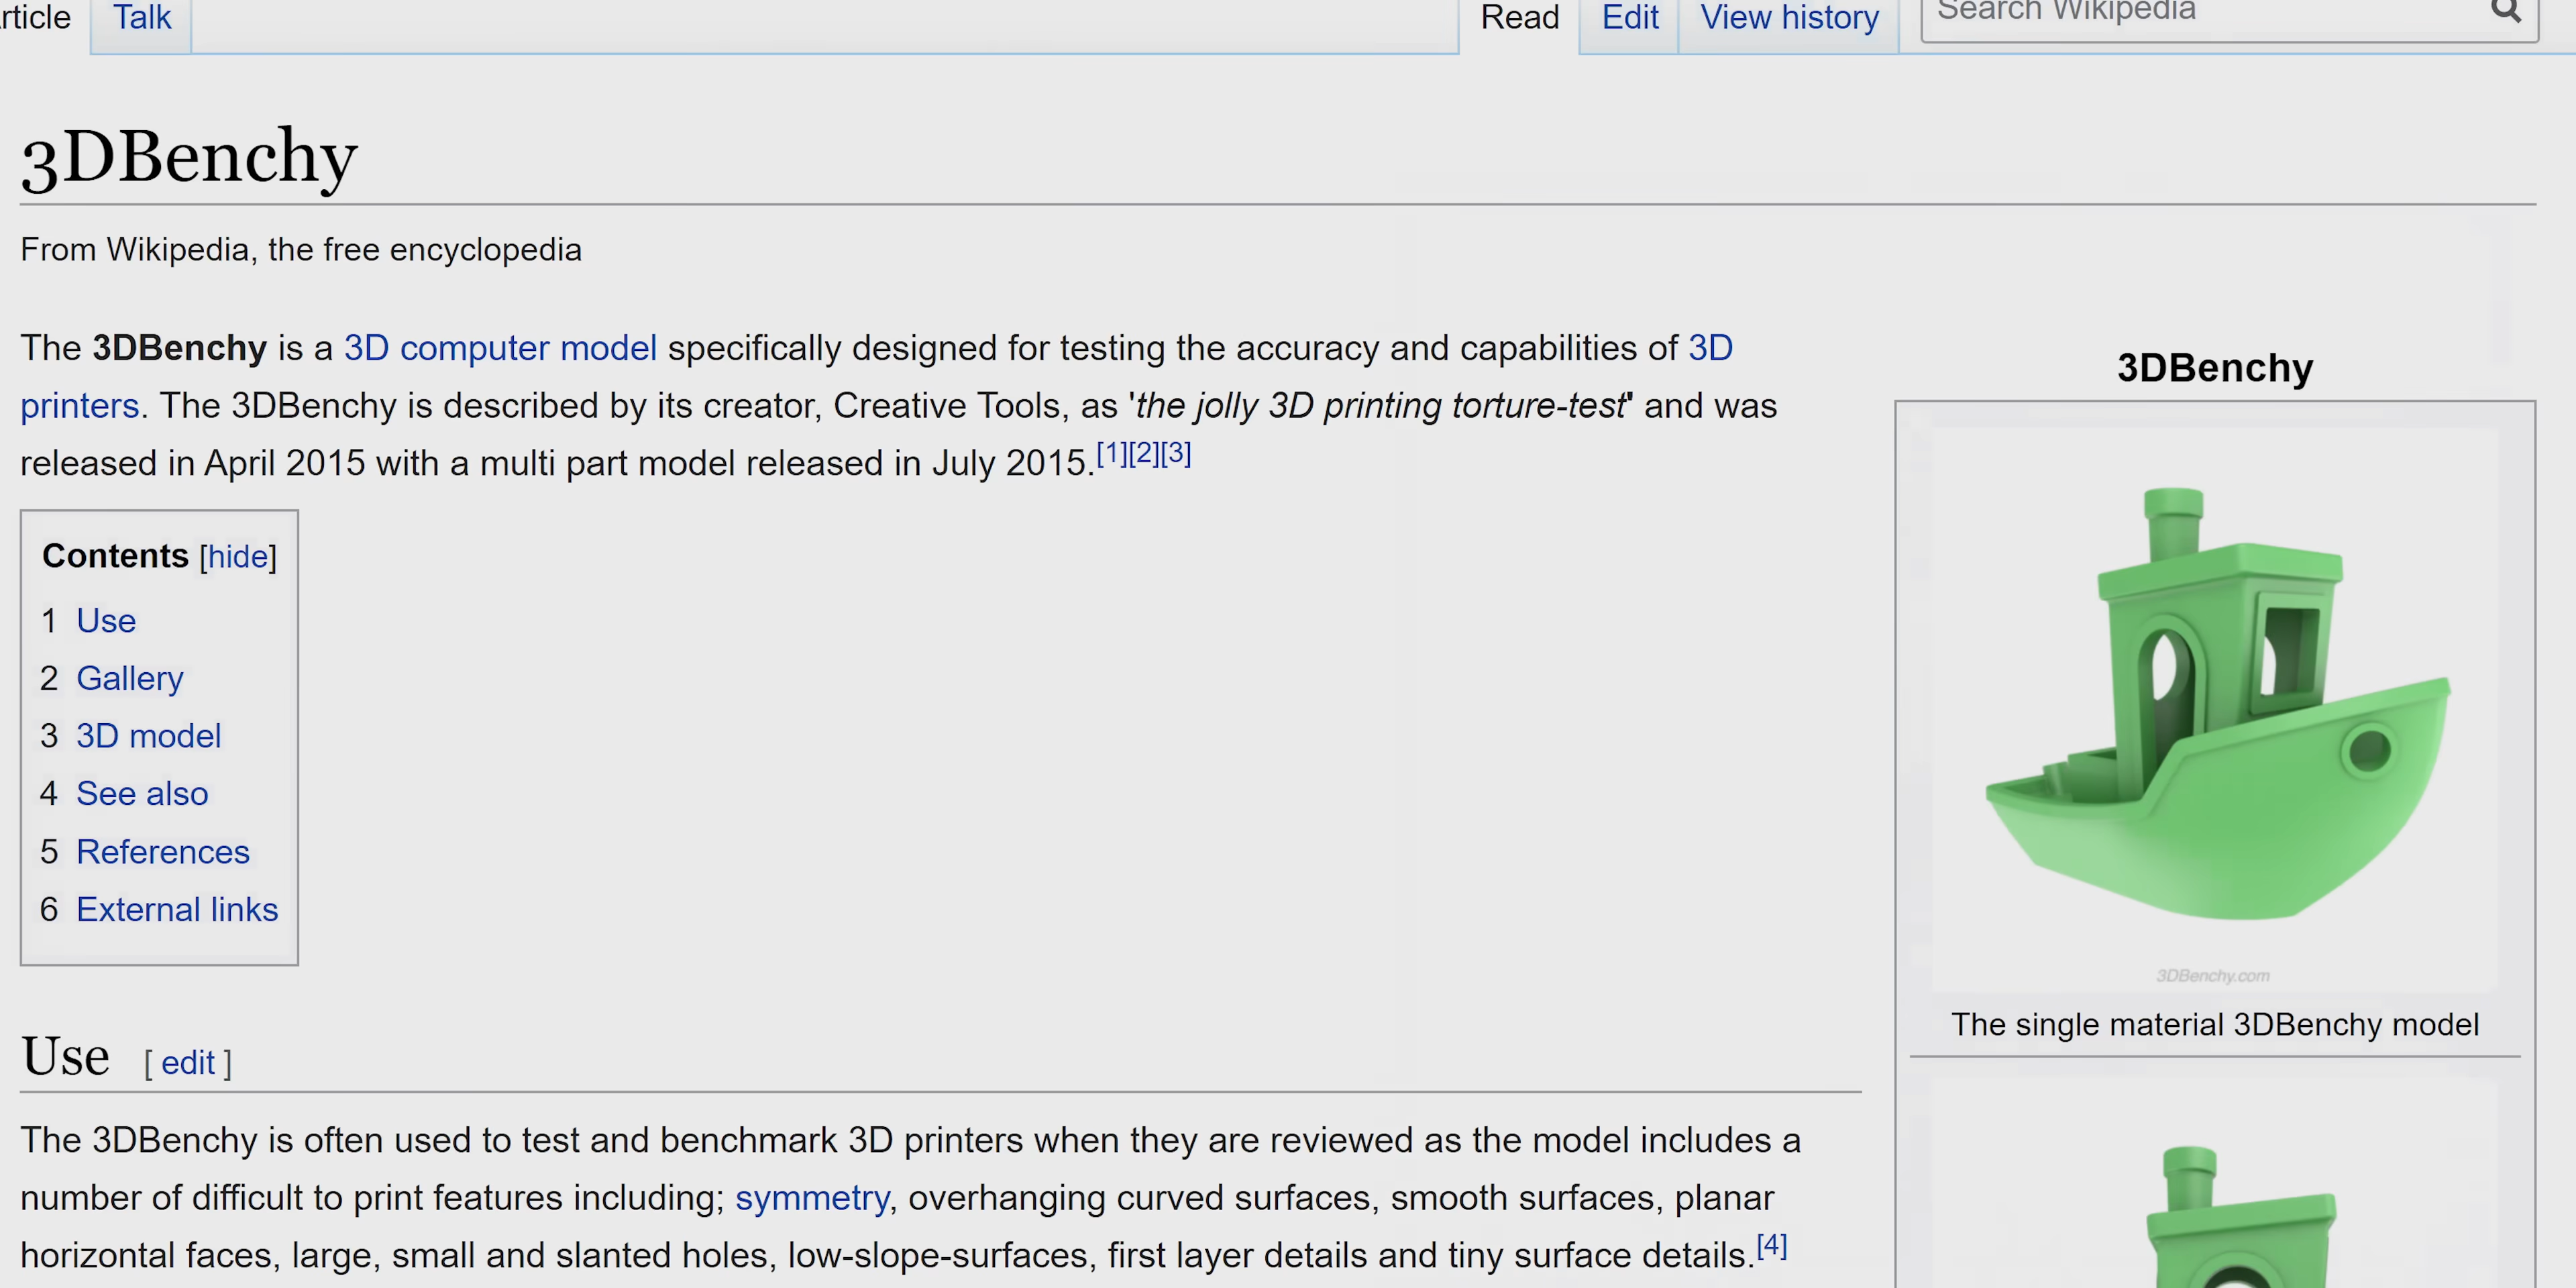 Talk
Read
Edit
View history
Search Wikipedia
3DBenchy
From Wikipedia, the free encyclopedia
The 3DBenchy is a 3D computer model specifically designed for testing the accuracy and capabilities of 3D
printers. The 3DBenchy is described by its creator, Creative Tools, as 'the jolly 3D printing torture-test' and was
released in April 2015 with a multi part model released in July 2015.[1][2][3]
Contents [hide]
1 Use
2 Gallery
3 3D model
4 See also
5 References
6 External links
Use [ edit ]
The 3DBenchy is often used to test and benchmark 3D printers when they are reviewed as the model includes a
number of difficult to print features including; symmetry, overhanging curved surfaces, smooth surfaces, planar
horizontal faces, large, small and slanted holes, low-slope-surfaces, first layer details and tiny surface details.[4]
3DBenchy
3DBenchy.com
The single material 3DBenchy model